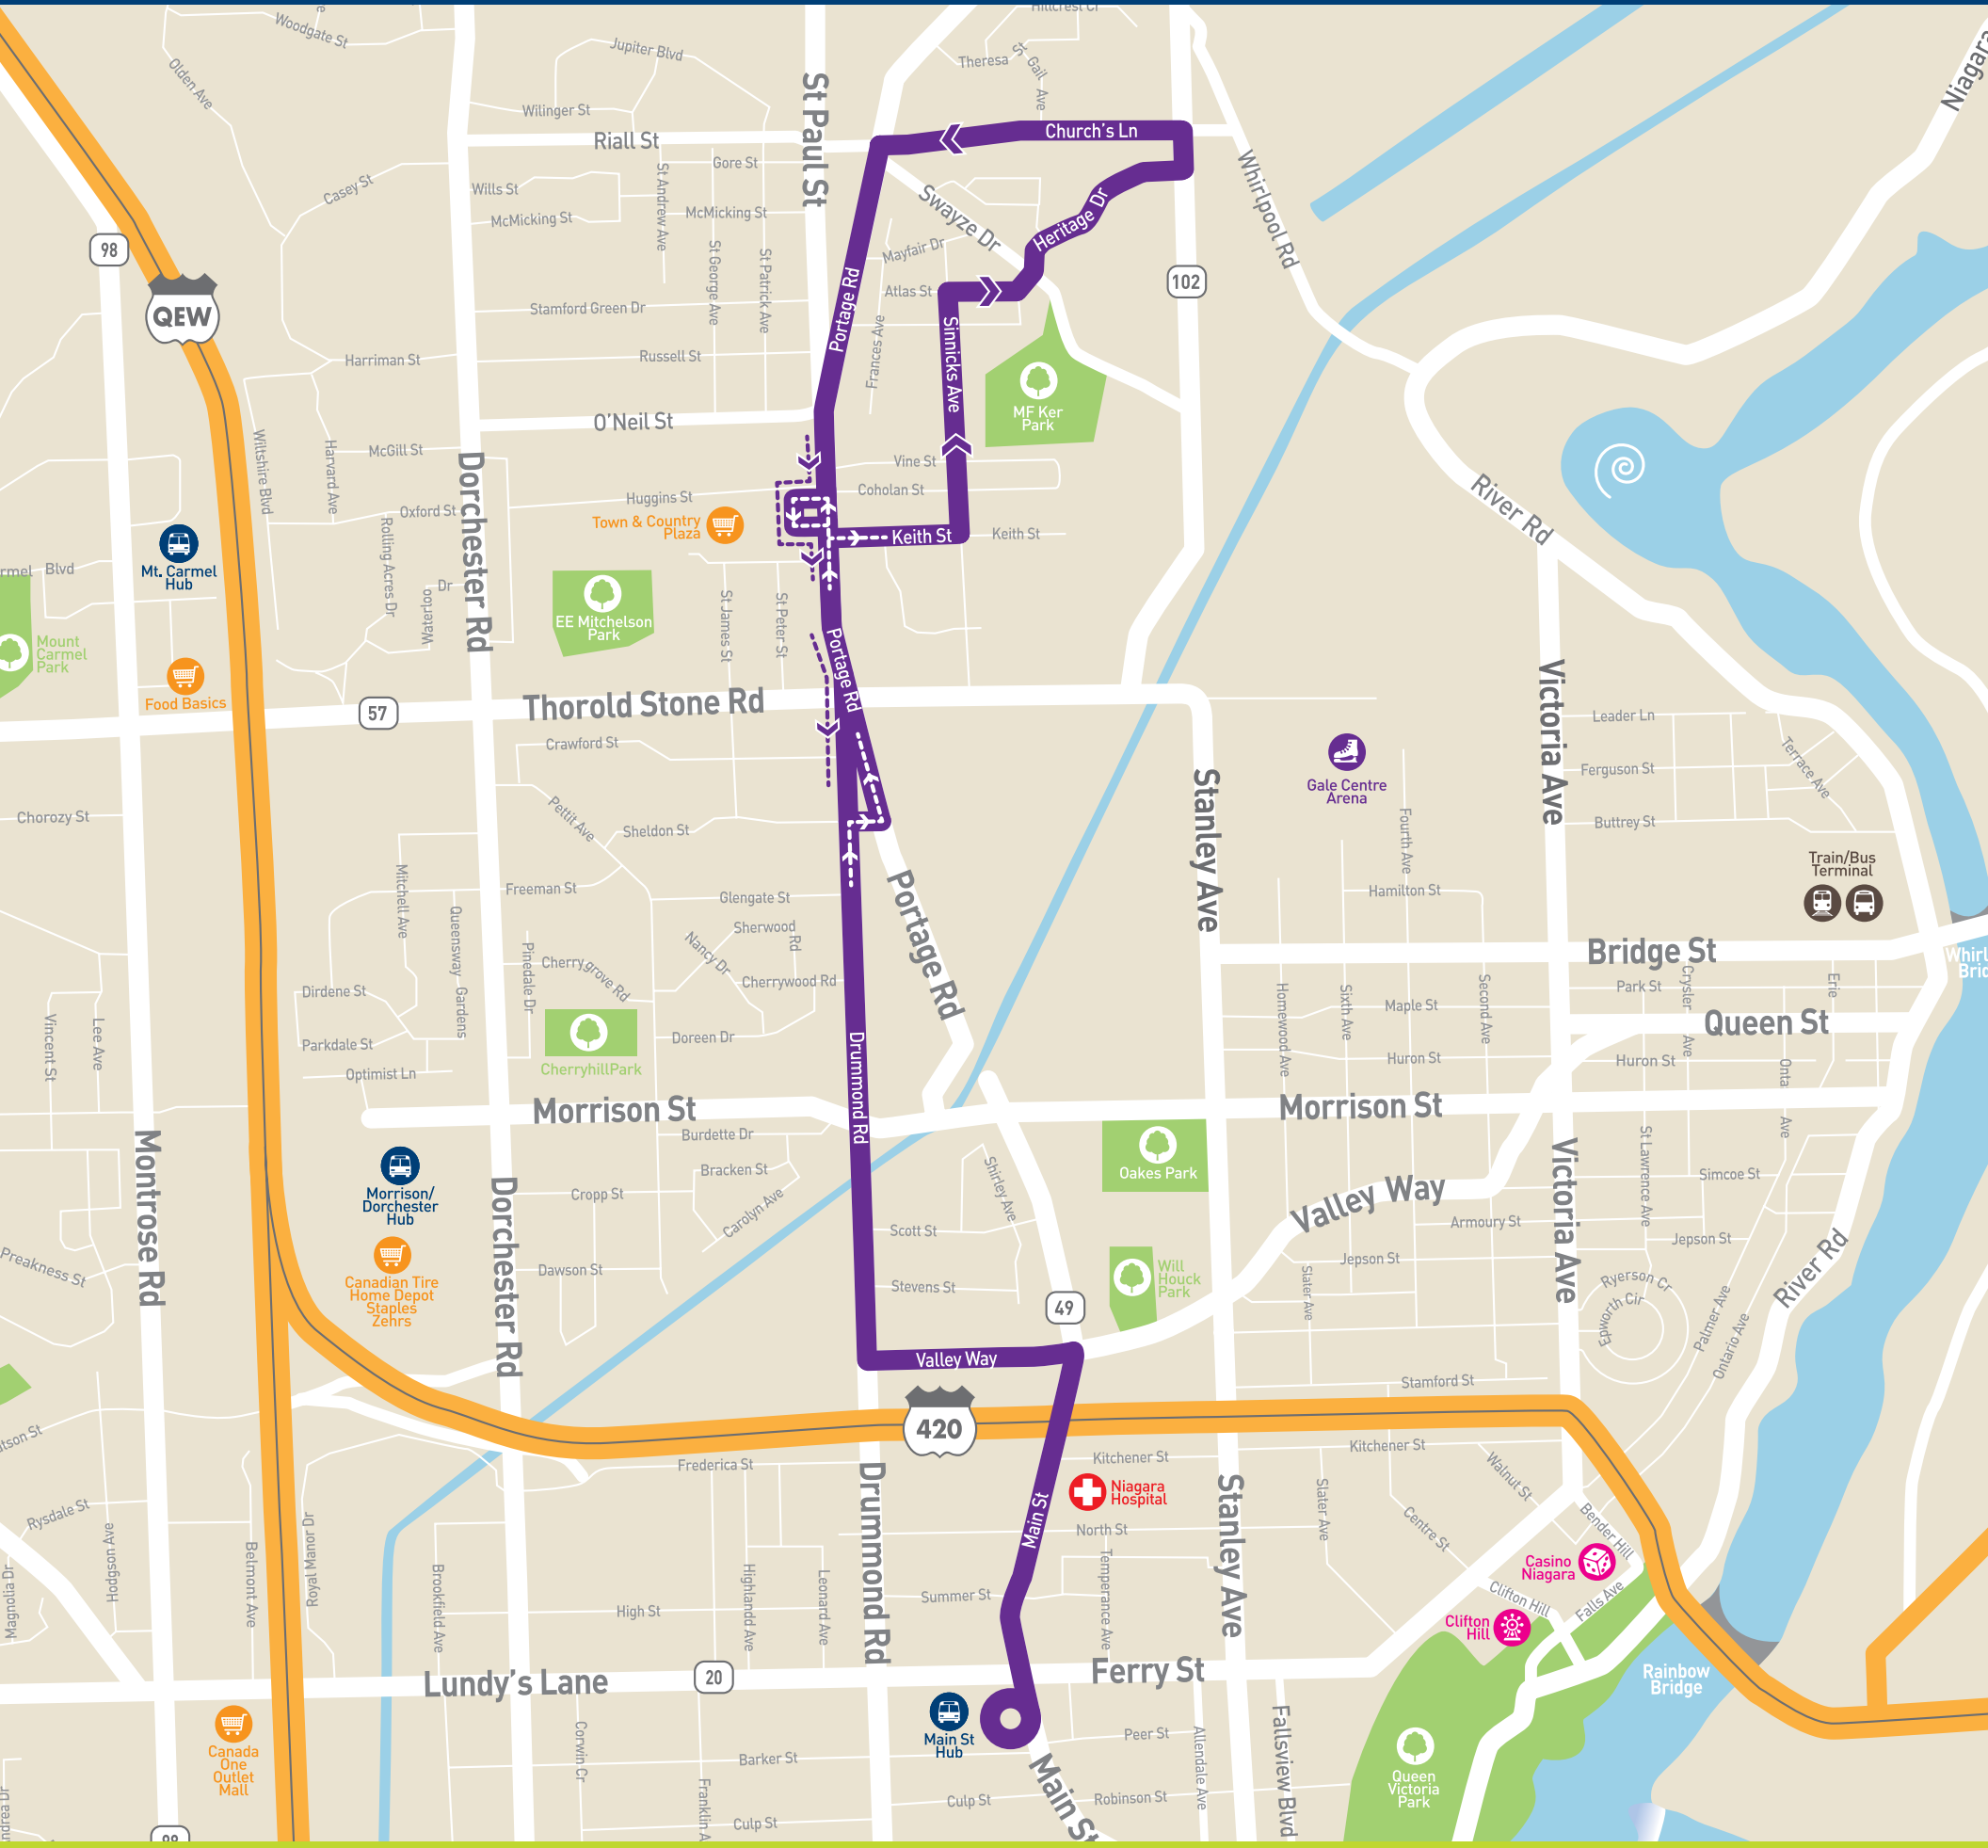 Hillcrest Cr
Woodgate St
Jupiter Blvd
Theresa St
Gail Ave
Olden Ave
St Paul St
Niagara
Wilinger St
Church's Ln
Riall St
Gore St
Whirlpool Rd
Casey St
Wills St
St Andrew Ave
McMicking St
McMicking St
Swayze Dr
Heritage Dr
98
Mayfair Dr
St George Ave
St Patrick Ave
102
QEW
Portage Rd
Atlas St
Stamford Green Dr
Sinnicks Ave
Frances Ave
Harriman St
Russell St
MF Ker
Park
O'Neil St
Wiltshire Blvd
Harvard Ave
McGill St
Dorchester Rd
Vine St
Coholan St
Huggins St
Oxford St
River Rd
Town & Country
Plaza
Keith St
Keith St
Rolling Acres Dr
Mt. Carmel
Hub
rmel Blvd
Waterloo Dr
EE Mitchelson
Park
St James St
St Peter St
Mount
Carmel
Park
Portage Rd
Victoria Ave
Food Basics
57
Thorold Stone Rd
Leader Ln
Crawford St
Terrace Ave
Ferguson St
Gale Centre
Arena
Stanley Ave
Chorozy St
Pettit Ave
Sheldon St
Fourth Ave
Buttrey St
Train/Bus
Terminal
Mitchell Ave
Freeman St
Glengate St
Portage Rd
Hamilton St
Queensway Gardens
Sherwood Rd
Pinedale Dr
Nancy Dr
Cherrygrove Rd
Cherrywood Rd
Bridge St
Dirdene St
Park St
Crysler Ave
Erie
Homewood Ave
Sixth Ave
Maple St
Second Ave
Queen St
Vincent St
Lee Ave
Parkdale St
Doreen Dr
Drummond Rd
Huron St
Huron St
Optimist Ln
CherryhillPark
Onta
Ave
Morrison St
Morrison St
Montrose Rd
Burdette Dr
Bracken St
Shirley Ave
Oakes Park
Victoria Ave
St Lawrence Ave
Simcoe St
Morrison/
Dorchester
Hub
Cropp St
Carolyn Ave
Valley Way
Dorchester Rd
Scott St
Armoury St
Jepson St
Jepson St
Preakness St
Canadian Tire
Home Depot
Staples
Zehrs
Dawson St
Stevens St
Will
Houck
Park
Slater Ave
Ryerson Cr
Edworth Cir
River Rd
49
Palmer Ave
Ontario Ave
Valley Way
Stamford St
420
Kitchener St
Kitchener St
Frederica St
Drummond Rd
Niagara
Hospital
Walnut St
Stanley Ave
Slater Ave
Rysdale St
Hodgson Ave
Belmont Ave
Royal Manor Dr
Main St
North St
Centre St
Bender Hill
Casino
Niagara
Magnolia Dr
Brookfield Ave
Highlandd Ave
Leonard Ave
Temperance Ave
Summer St
High St
Clifton Hill
Falls Ave
Clifton
Hill
Lundy's Lane
20
Ferry St
Rainbow
Bridge
Main St
Hub
Canada
One
Outlet
Mall
Corwin Cr
Barker St
Peer St
Allendale Ave
Fallsview Blvd
Main St
Queen
Victoria
Park
Culp St
Culp St
Robinson St
Franklin A